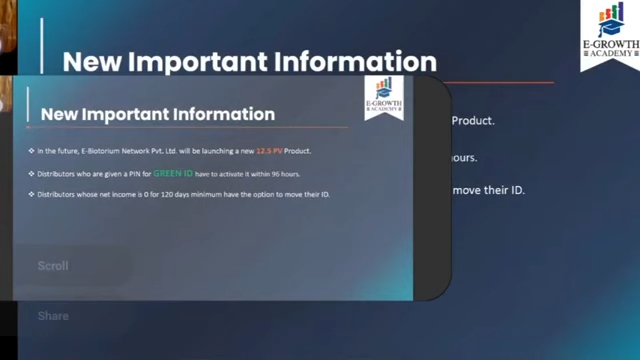 New Important Information
E-GROWTH
ACADEMY
Product.
hours.
move their ID.
New Important Information
E-GROWTH
ACADEMY
❖ In the future, E-Biotorium Network Pvt. Ltd. will be launching a new 12.5 PV Product.
❖ Distributors who are given a PIN for GREEN ID have to activate it within 96 hours.
❖ Distributors whose net income is 0 for 120 days minimum have the option to move their ID.
Scroll
Share